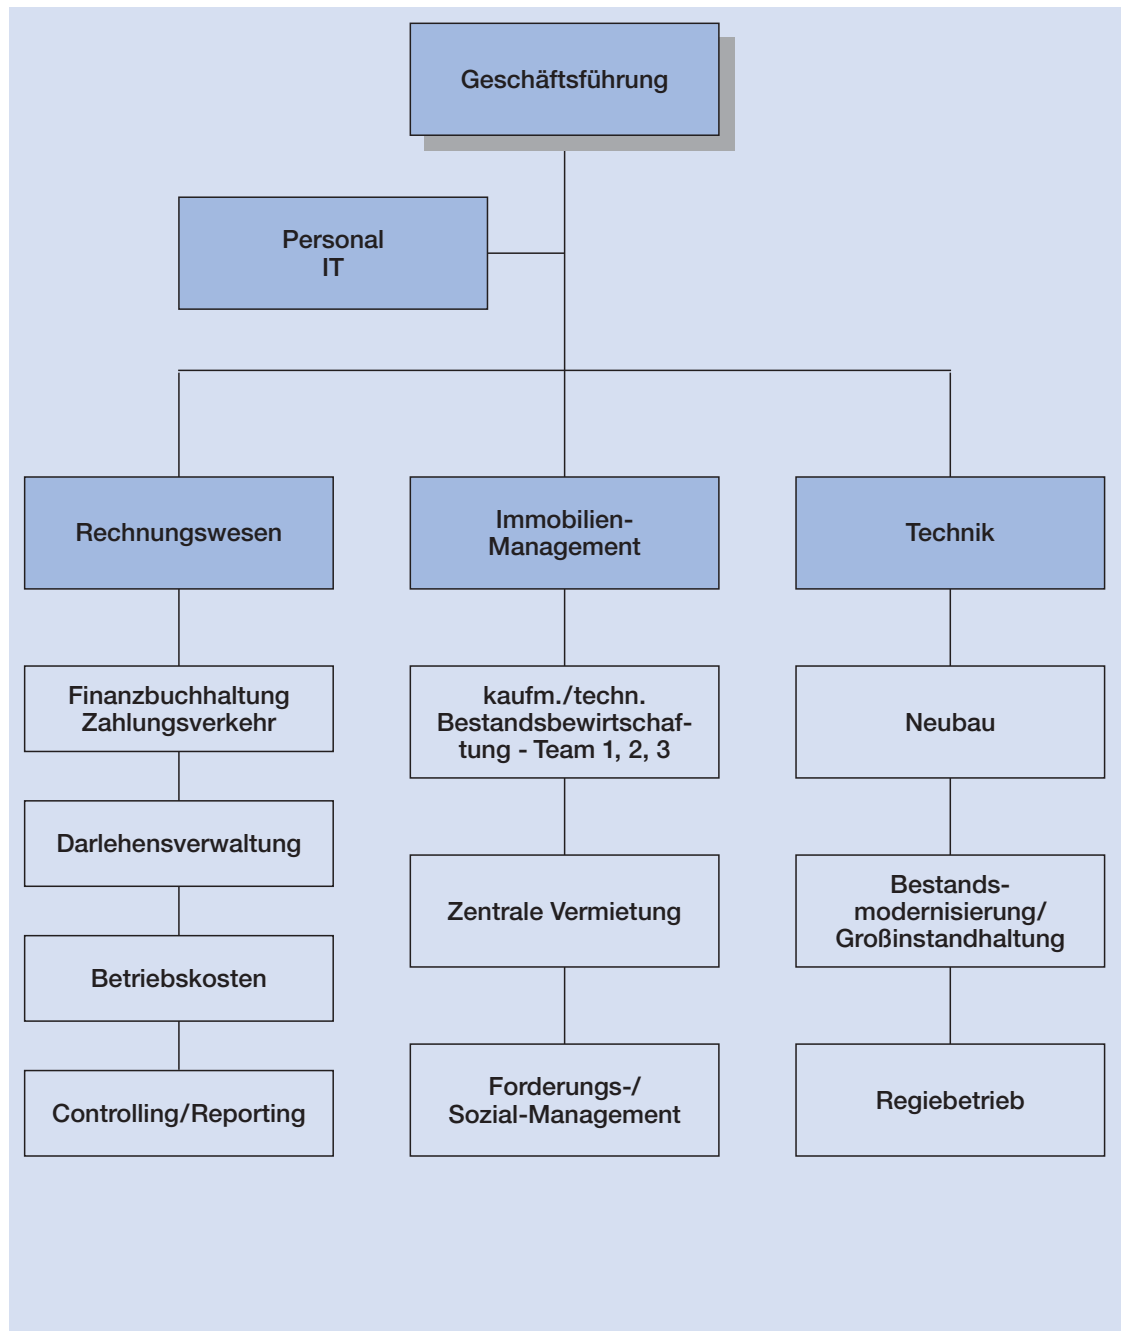 Geschäftsführung
Personal
IT
Rechnungswesen
Immobilien-
Management
Technik
Finanzbuchhaltung
Zahlungsverkehr
Darlehensverwaltung
Betriebskosten
Controlling/Reporting
kaufm./techn.
Bestandsbewirtschaf-
tung - Team 1, 2, 3
Zentrale Vermietung
Forderungs-/
Sozial-Management
Neubau
Bestands-
modernisierung/
Großinstandhaltung
Regiebetrieb